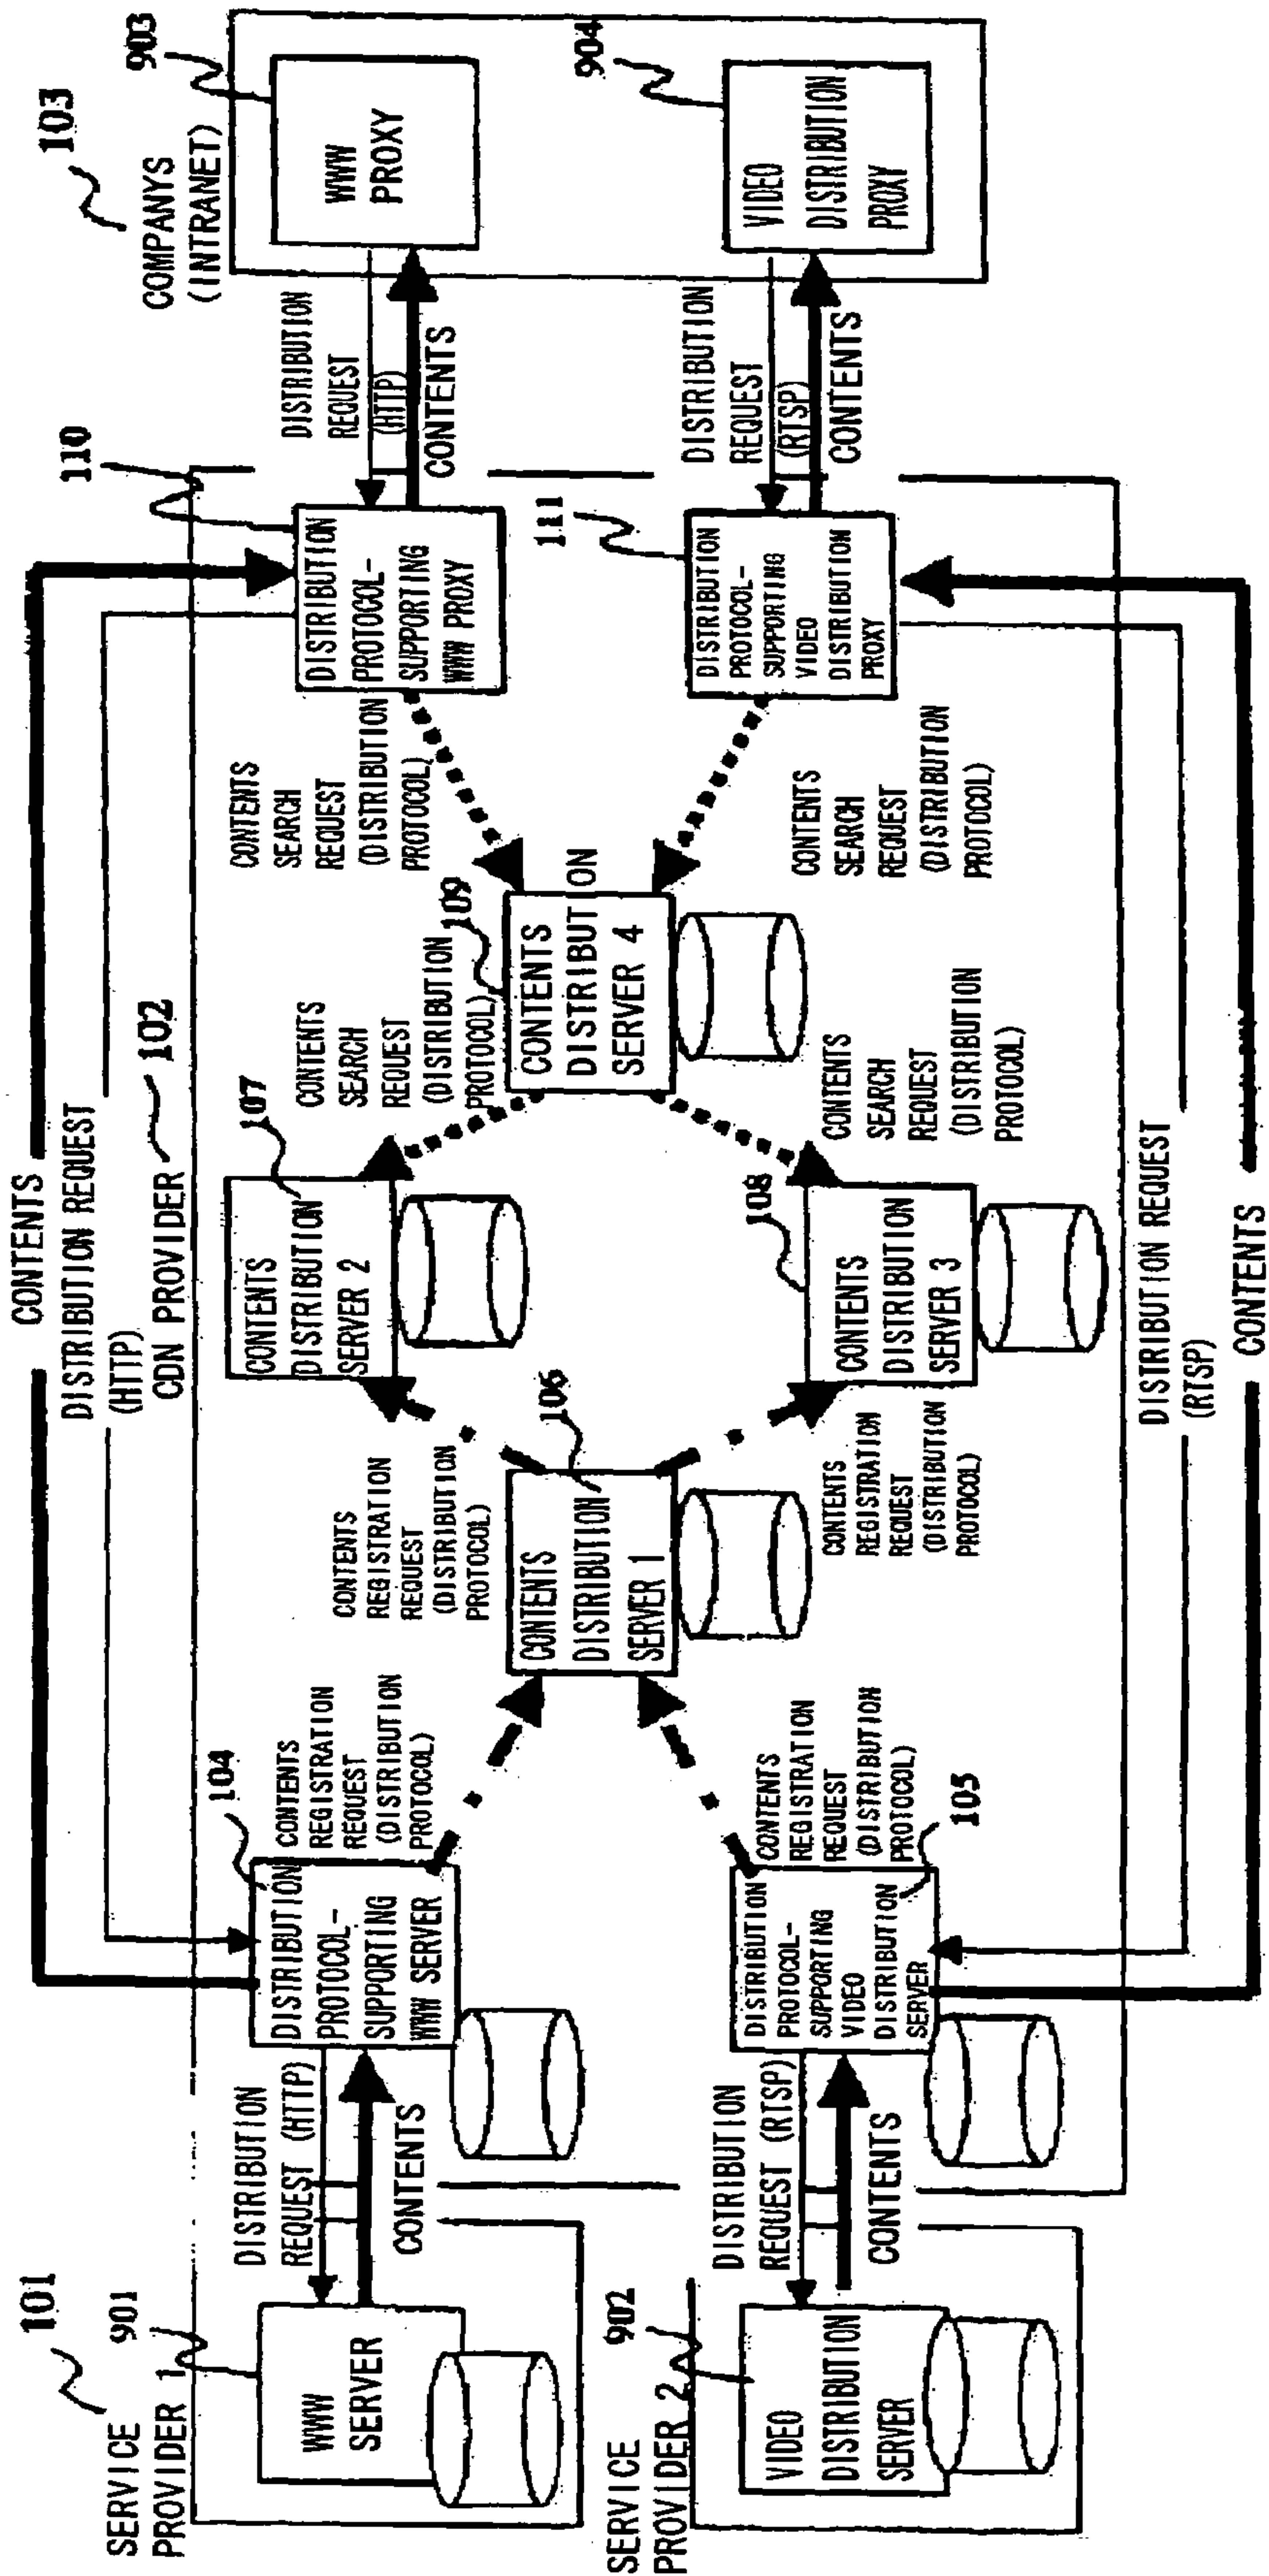 101
SERVICE
PROVIDER 1
901
WWW
SERVER
SERVICE
PROVIDER 2
902
VIDEO
DISTRIBUTION
SERVER
DISTRIBUTION
REQUEST (HTTP)
CONTENTS
DISTRIBUTION
REQUEST (RTSP)
CONTENTS
CONTENTS
DISTRIBUTION REQUEST
(HTTP)
CDN PROVIDER
102
104
DISTRIBUTION
PROTOCOL-
SUPPORTING
WWW SERVER
CONTENTS
REGISTRATION
REQUEST
(DISTRIBUTION
PROTOCOL)
DISTRIBUTION
PROTOCOL-
SUPPORTING
VIDEO
DISTRIBUTION
SERVER
105
CONTENTS
REGISTRATION
REQUEST
(DISTRIBUTION
PROTOCOL)
CONTENTS
DISTRIBUTION
SERVER 1
106
CONTENTS
REGISTRATION
REQUEST
(DISTRIBUTION
PROTOCOL)
CONTENTS
REGISTRATION
REQUEST
(DISTRIBUTION
PROTOCOL)
107
CONTENTS
DISTRIBUTION
SERVER 2
108
CONTENTS
DISTRIBUTION
SERVER 3
CONTENTS
SEARCH
REQUEST
(DISTRIBUTION
PROTOCOL)
CONTENTS
SEARCH
REQUEST
(DISTRIBUTION
PROTOCOL)
109
CONTENTS
DISTRIBUTION
SERVER 4
CONTENTS
SEARCH
REQUEST
(DISTRIBUTION
PROTOCOL)
CONTENTS
SEARCH
REQUEST
(DISTRIBUTION
PROTOCOL)
110
DISTRIBUTION
PROTOCOL-
SUPPORTING
WWW PROXY
111
DISTRIBUTION
PROTOCOL-
SUPPORTING
VIDEO
DISTRIBUTION
PROXY
DISTRIBUTION REQUEST
(RTSP)
CONTENTS
DISTRIBUTION
REQUEST
(HTTP)
CONTENTS
DISTRIBUTION
REQUEST
(RTSP)
CONTENTS
103
COMPANYS
(INTRANET)
903
WWW
PROXY
904
VIDEO
DISTRIBUTION
PROXY